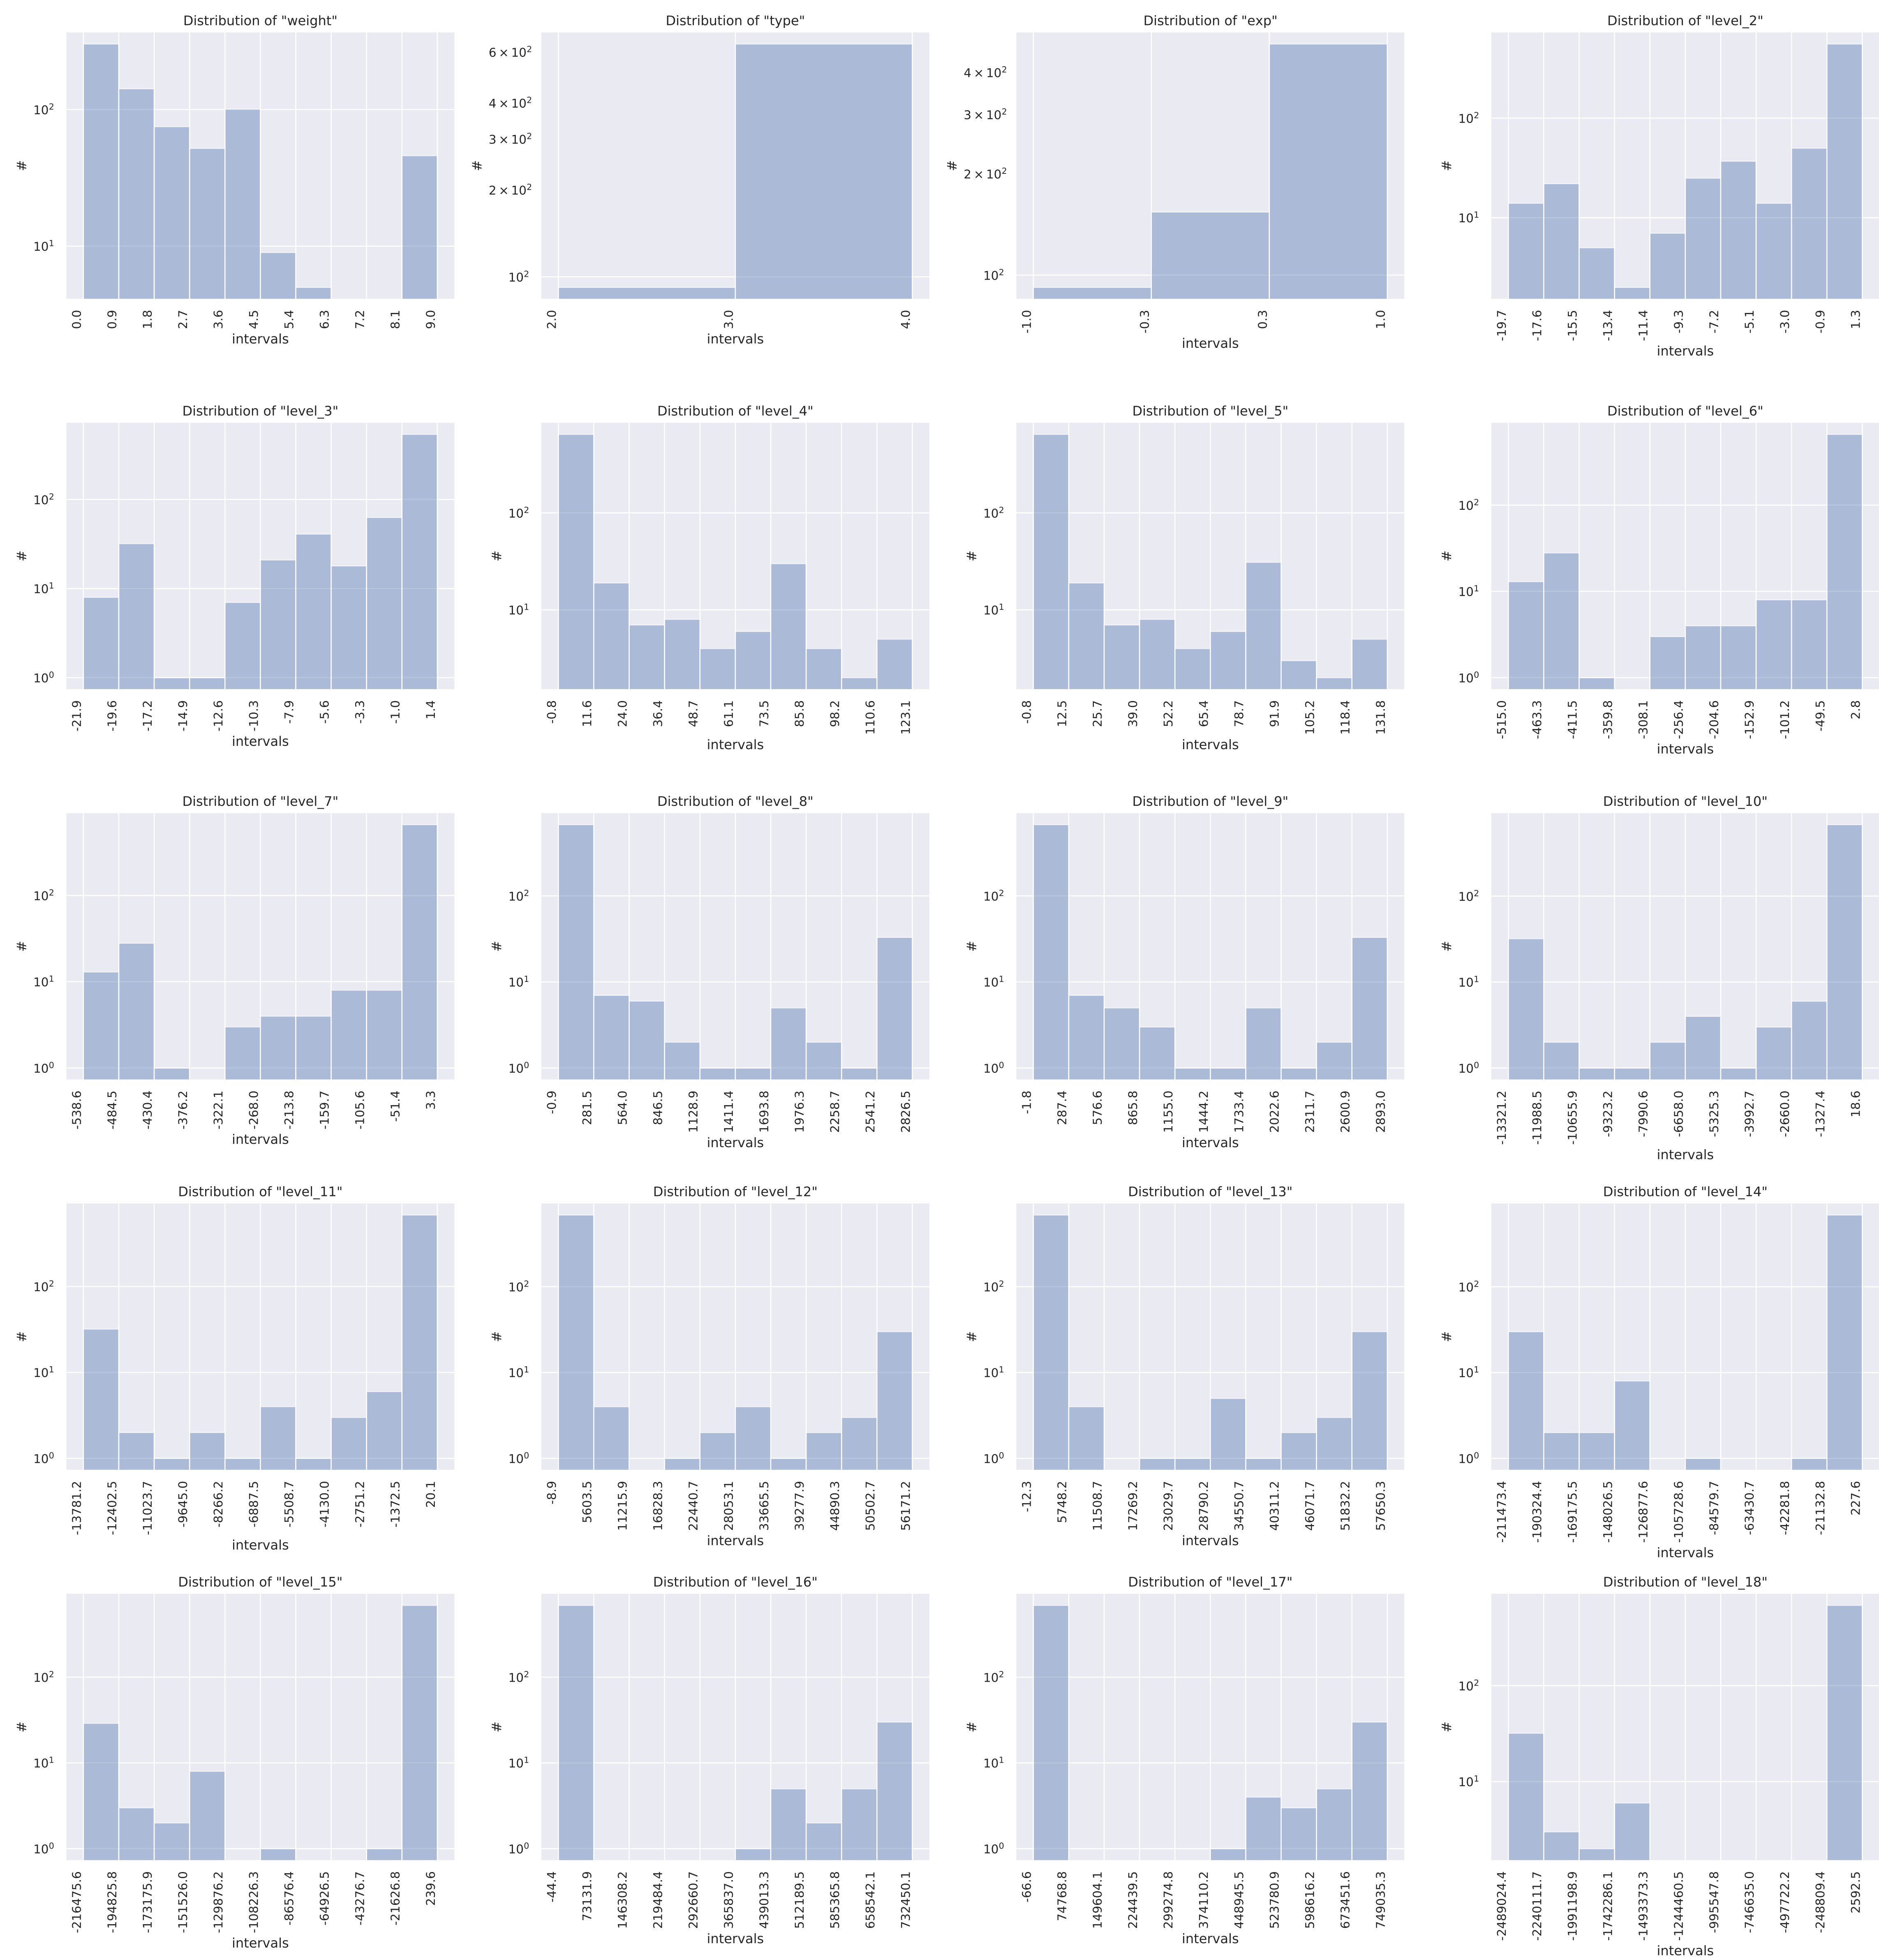 Distribution of "weight"
#
10²
10¹
0.0 0.9 1.8 2.7 3.6 4.5 5.4 6.3 7.2 8.1 9.0
intervals
Distribution of "type"
#
6 × 10²
4 × 10²
3 × 10²
2 × 10²
10²
2.0 3.0 4.0
intervals
Distribution of "exp"
#
4 × 10²
3 × 10²
2 × 10²
10²
-1.0 -0.3 0.3 1.0
intervals
Distribution of "level_2"
#
10²
10¹
-19.7 -17.6 -15.5 -13.4 -11.4 -9.3 -7.2 -5.1 -3.0 -0.9 1.3
intervals
Distribution of "level_3"
#
10²
10¹
10⁰
-21.9 -19.6 -17.2 -14.9 -12.6 -10.3 -7.9 -5.6 -3.3 -1.0 1.4
intervals
Distribution of "level_4"
#
10²
10¹
-0.8 11.6 24.0 36.4 48.7 61.1 73.5 85.8 98.2 110.6 123.1
intervals
Distribution of "level_5"
#
10²
10¹
-0.8 12.5 25.7 39.0 52.2 65.4 78.7 91.9 105.2 118.4 131.8
intervals
Distribution of "level_6"
#
10²
10¹
10⁰
-515.0 -463.3 -411.5 -359.8 -308.1 -256.4 -204.6 -152.9 -101.2 -49.5 2.8
intervals
Distribution of "level_7"
#
10²
10¹
10⁰
-538.6 -484.5 -430.4 -376.2 -322.1 -268.0 -213.8 -159.7 -105.6 -51.4 3.3
intervals
Distribution of "level_8"
#
10²
10¹
10⁰
-0.9 281.5 564.0 846.5 1128.9 1411.4 1693.8 1976.3 2258.7 2541.2 2826.5
intervals
Distribution of "level_9"
#
10²
10¹
10⁰
-1.8 287.4 576.6 865.8 1155.0 1444.2 1733.4 2022.6 2311.7 2600.9 2893.0
intervals
Distribution of "level_10"
#
10²
10¹
10⁰
-13321.2 -11988.5 -10655.9 -9323.2 -7990.6 -6658.0 -5325.3 -3992.7 -2660.0 -1327.4 18.6
intervals
Distribution of "level_11"
#
10²
10¹
10⁰
-13781.2 -12402.5 -11023.7 -9645.0 -8266.2 -6887.5 -5508.7 -4130.0 -2751.2 -1372.5 20.1
intervals
Distribution of "level_12"
#
10²
10¹
10⁰
-8.9 5603.5 11215.9 16828.3 22440.7 28053.1 33665.5 39277.9 44890.3 50502.7 56171.2
intervals
Distribution of "level_13"
#
10²
10¹
10⁰
-12.3 5748.2 11508.7 17269.2 23029.7 28790.2 34550.7 40311.2 46071.7 51832.2 57650.3
intervals
Distribution of "level_14"
#
10²
10¹
10⁰
-211473.4 -190324.4 -169175.5 -148026.5 -126877.6 -105728.6 -84579.7 -63430.7 -42281.8 -21132.8 227.6
intervals
Distribution of "level_15"
#
10²
10¹
10⁰
-216475.6 -194825.8 -173175.9 -151526.0 -129876.2 -108226.3 -86576.4 -64926.5 -43276.7 -21626.8 239.6
intervals
Distribution of "level_16"
#
10²
10¹
10⁰
-44.4 73131.9 146308.2 219484.4 292660.7 365837.0 439013.3 512189.5 585365.8 658542.1 732450.1
intervals
Distribution of "level_17"
#
10²
10¹
10⁰
-66.6 74768.8 149604.1 224439.5 299274.8 374110.2 448945.5 523780.9 598616.2 673451.6 749035.3
intervals
Distribution of "level_18"
#
10²
10¹
-2489024.4 -2240111.7 -1991198.9 -1742286.1 -1493373.3 -1244460.5 -995547.8 -746635.0 -497722.2 -248809.4 2592.5
intervals